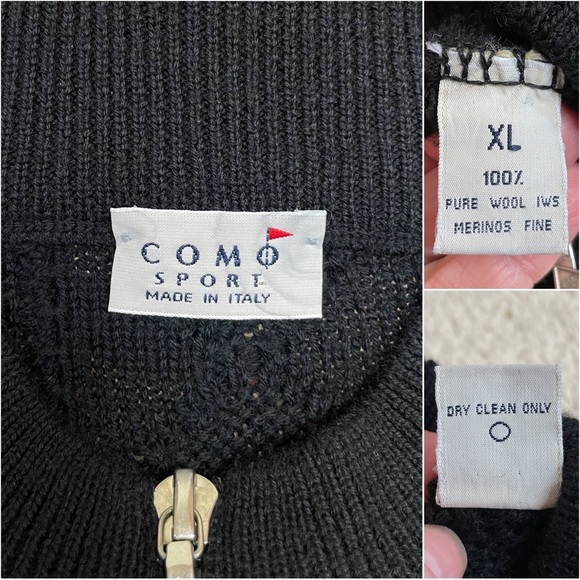 COMO
SPORT
MADE IN ITALY
XL
100%
PURE WOOL IWS
MERINOS FINE
DRY CLEAN ONLY